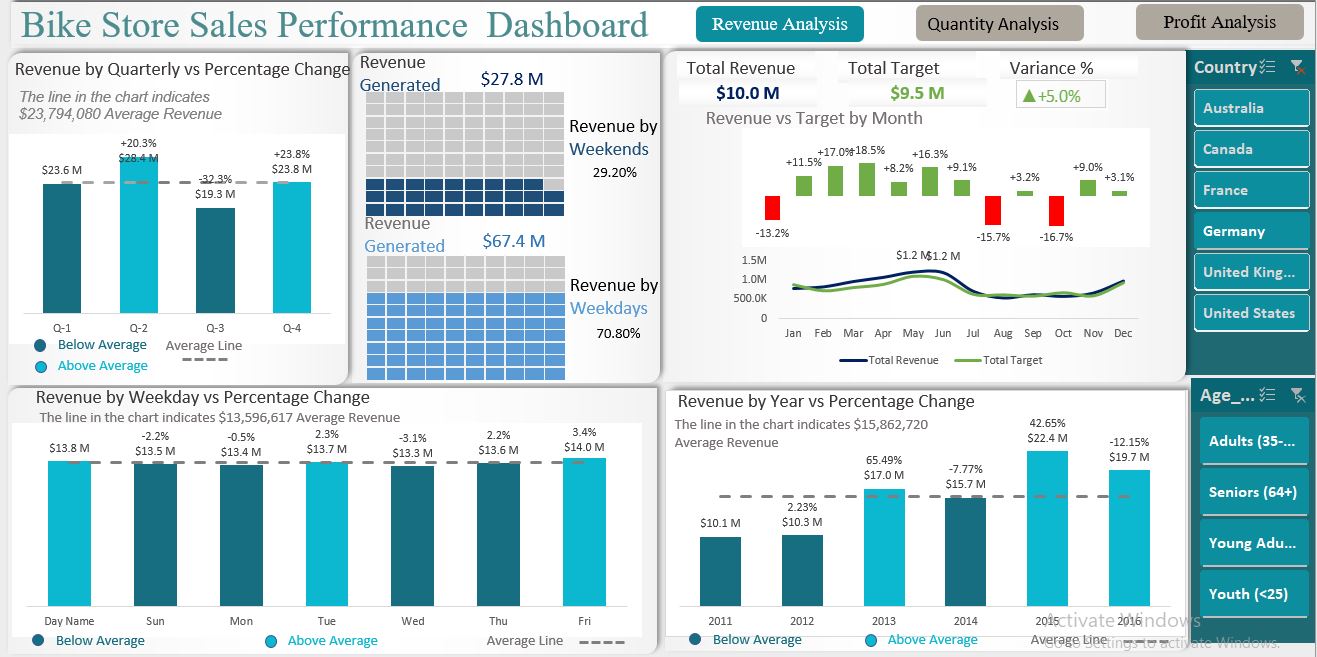 Bike Store Sales Performance  Dashboard
Revenue Analysis
Quantity Analysis
Profit Analysis
Revenue by Quarterly vs Percentage Change
The line in the chart indicates
$23,794,080 Average Revenue
+20.3%
$28.4 M
$23.6 M
-32.3%
$19.3 M
+23.8%
$23.8 M
Q-1 Q-2 Q-3 Q-4
Below Average
Average Line
Above Average
Revenue
Generated
$27.8 M
Revenue by
Weekends
29.20%
Revenue
Generated
$67.4 M
Revenue by
Weekdays
70.80%
Total Revenue
$10.0 M
Total Target
$9.5 M
Variance %
+5.0%
Revenue vs Target by Month
-13.2% +11.5% +17.0% +18.5% +8.2% +16.3% +9.1% -15.7% +3.2% -16.7% +9.0% +3.1%
$1.2 M $1.2 M
1.5M
1.0M
500.0K
0
Jan Feb Mar Apr May Jun Jul Aug Sep Oct Nov Dec
Total Revenue
Total Target
Country
Australia
Canada
France
Germany
United King...
United States
Revenue by Weekday vs Percentage Change
The line in the chart indicates $13,596,617 Average Revenue
$13.8 M
-2.2%
$13.5 M
-0.5%
$13.4 M
2.3%
$13.7 M
-3.1%
$13.3 M
2.2%
$13.6 M
3.4%
$14.0 M
Day Name Sun Mon Tue Wed Thu Fri
Below Average
Above Average
Average Line
Revenue by Year vs Percentage Change
The line in the chart indicates $15,862,720
Average Revenue
$10.1 M
2.23%
$10.3 M
65.49%
$17.0 M
-7.77%
$15.7 M
42.65%
$22.4 M
-12.15%
$19.7 M
2011 2012 2013 2014 2015 2016
Below Average
Above Average
Average Line
Age_...
Adults (35-...
Seniors (64+)
Young Adu...
Youth (<25)
Activate Windows
Go to Settings to activate Windows.